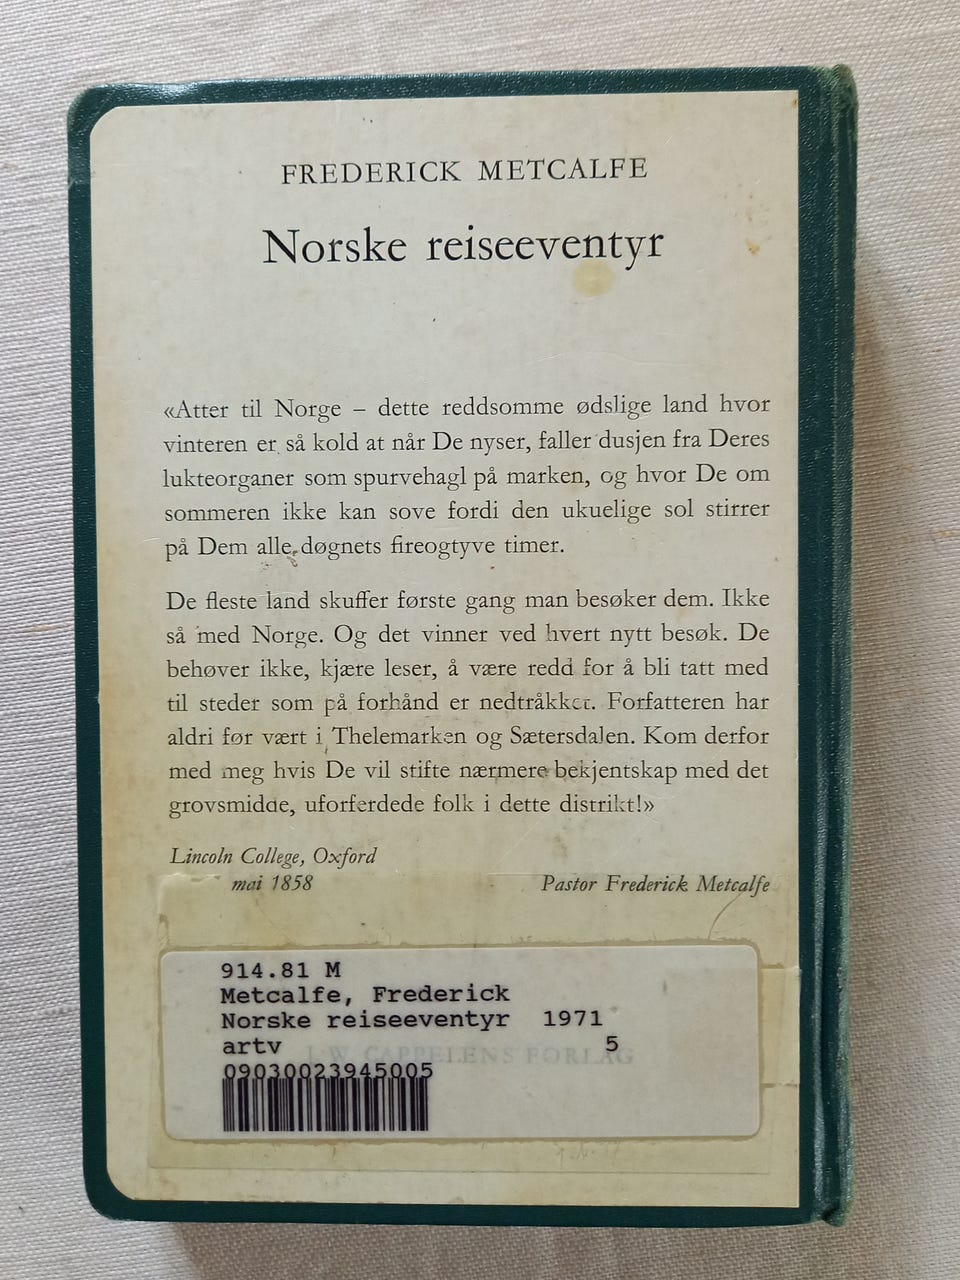 FREDERICK METCALFE
Norske reiseeventyr
«Atter til Norge – dette reddsomme ødslige land hvor
vinteren er så kold at når De nyser, faller dusjen fra Deres
lukteorganer som spurvehagl på marken, og hvor De om
sommeren ikke kan sove fordi den ukuelige sol stirrer
på Dem alle døgnets fireogtyve timer.
De fleste land skuffer første gang man besøker dem. Ikke
så med Norge. Og det vinner ved hvert nytt besøk. De
behøver ikke, kjære leser, å være redd for å bli tatt med
til steder som på forhånd er nedtråkket. Forfatteren har
aldri før vært i Thelemarken og Sætersdalen. Kom derfor
med meg hvis De vil stifte nærmere bekjentskap med det
grovsmidde, uforferdede folk i dette distrikt!»
Lincoln College, Oxford
mai 1858
Pastor Frederick Metcalfe
914.81 M
Metcalfe, Frederick
Norske reiseeventyr 1971
artv 5
J. W. CAPPELENS FORLAG
09030023945005